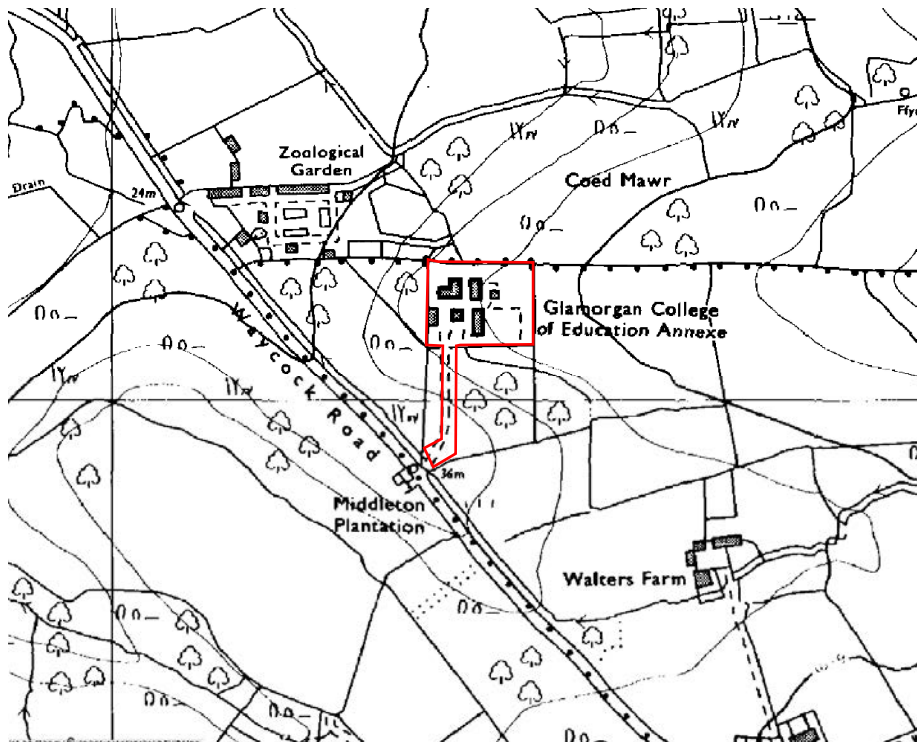 Zoological
Garden
Drain
24m
Coed Mawr
Glamorgan College
of Education Annexe
Waycock Road
36m
Middleton
Plantation
Walters Farm